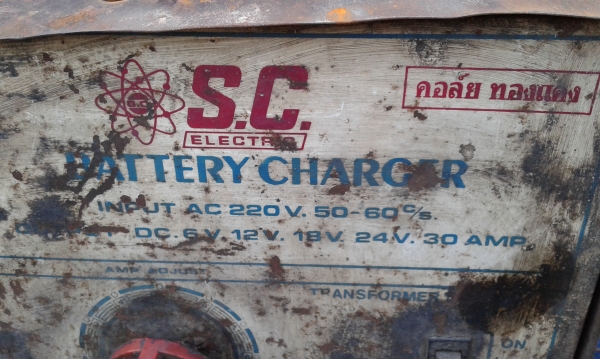 S.C.
ELECTRIC
คอล์ย ทองแดง
BATTERY CHARGER
INPUT AC 220 V. 50-60 c/s.
OUTPUT DC. 6 V. 12 V. 18 V. 24 V. 30 AMP.
AMP ADJUST
TRANSFORMER
ON